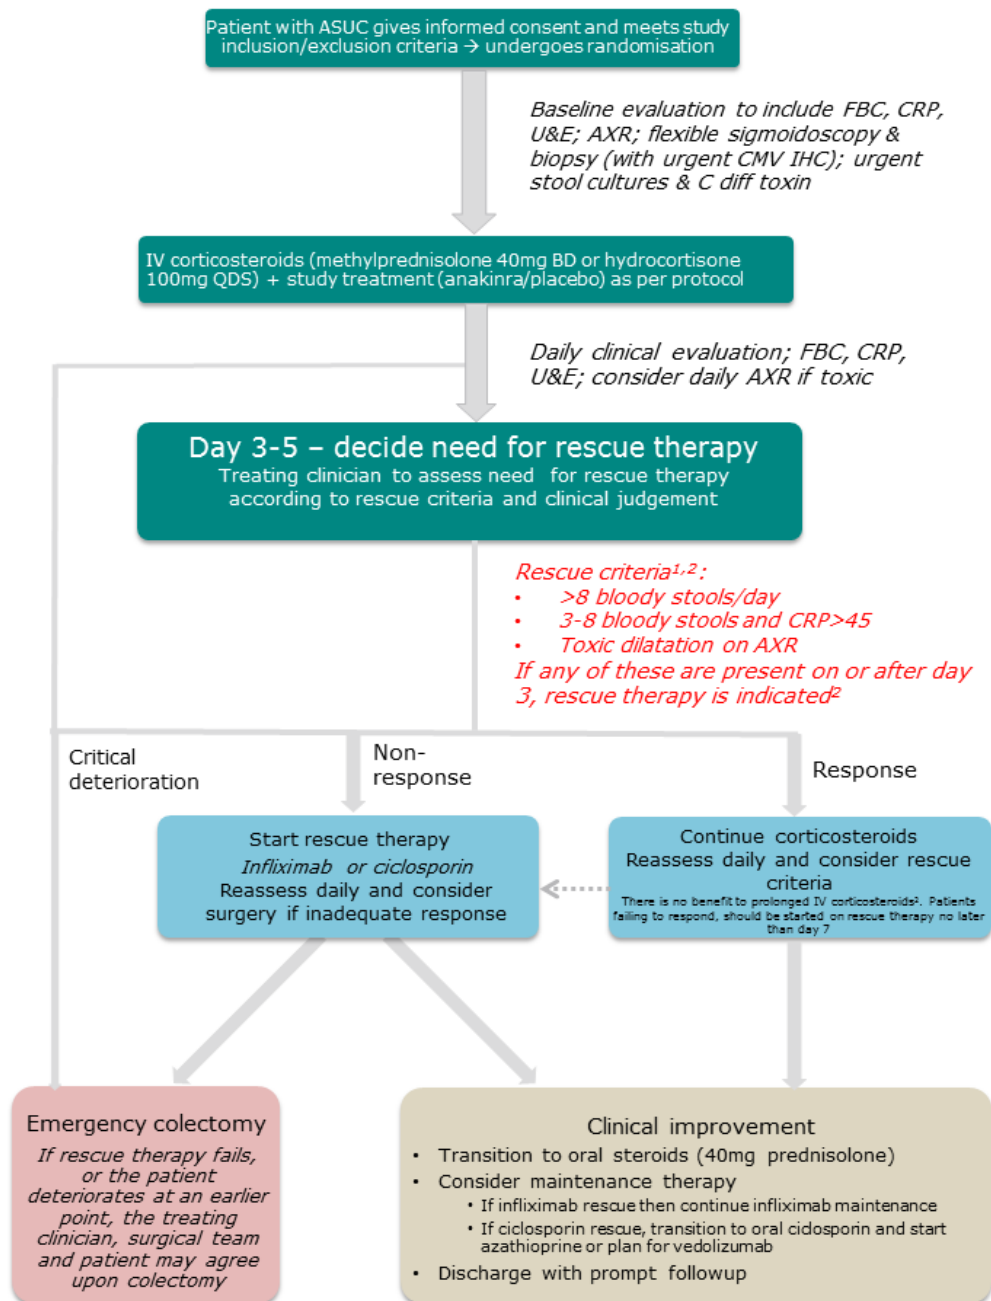 Patient with ASUC gives informed consent and meets study
inclusion/exclusion criteria → undergoes randomisation
Baseline evaluation to include FBC, CRP,
U&E; AXR; flexible sigmoidoscopy &
biopsy (with urgent CMV IHC); urgent
stool cultures & C diff toxin
IV corticosteroids (methylprednisolone 40mg BD or hydrocortisone
100mg QDS) + study treatment (anakinra/placebo) as per protocol
Daily clinical evaluation; FBC, CRP,
U&E; consider daily AXR if toxic
Day 3-5 – decide need for rescue therapy
Treating clinician to assess need for rescue therapy
according to rescue criteria and clinical judgement
Rescue criteria¹,²:
• >8 bloody stools/day
• 3-8 bloody stools and CRP>45
• Toxic dilatation on AXR
If any of these are present on or after day
3, rescue therapy is indicated²
Critical
deterioration
Non-
response
Response
Start rescue therapy
Infliximab or ciclosporin
Reassess daily and consider
surgery if inadequate response
Continue corticosteroids
Reassess daily and consider rescue
criteria
There is no benefit to prolonged IV corticosteroids². Patients
failing to respond, should be started on rescue therapy no later
than day 7
Emergency colectomy
If rescue therapy fails,
or the patient
deteriorates at an earlier
point, the treating
clinician, surgical team
and patient may agree
upon colectomy
Clinical improvement
• Transition to oral steroids (40mg prednisolone)
• Consider maintenance therapy
• If infliximab rescue then continue infliximab maintenance
• If ciclosporin rescue, transition to oral ciclosporin and start
azathioprine or plan for vedolizumab
• Discharge with prompt followup